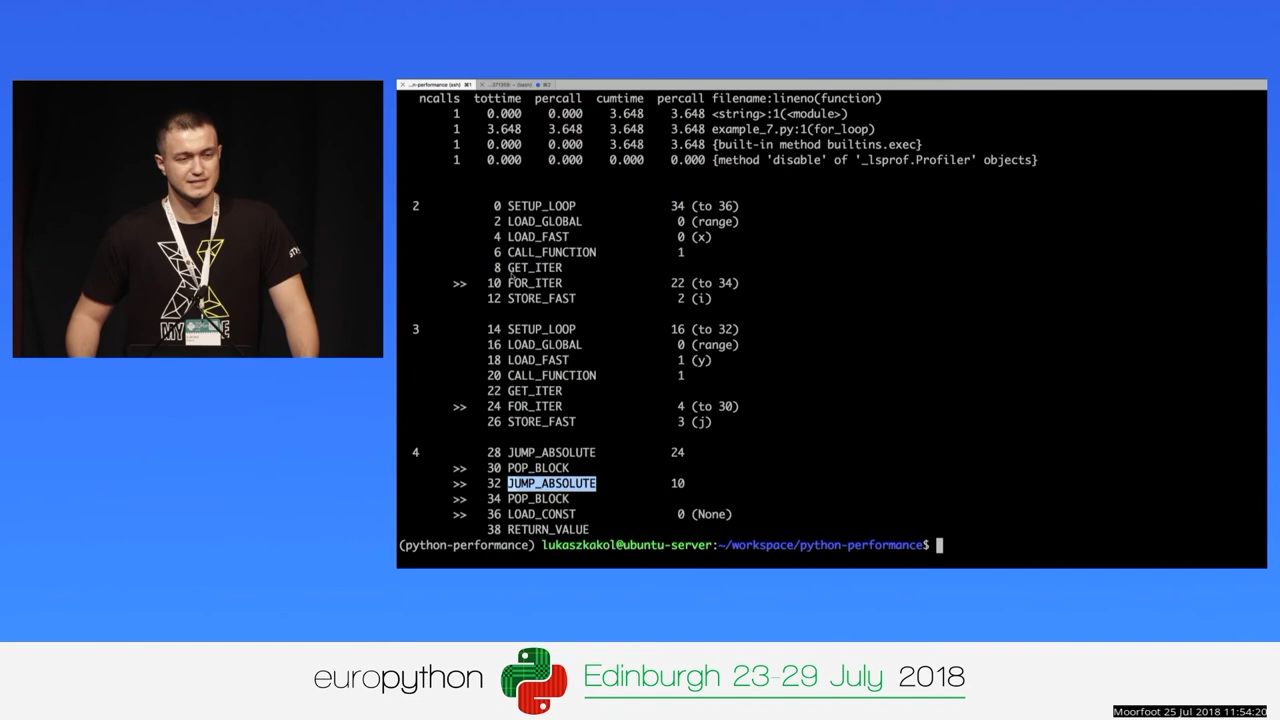 ncalls tottime percall cumtime percall filename:lineno(function)
1 0.000 0.000 3.648 3.648 <string>:1(<module>)
1 3.648 3.648 3.648 3.648 example_7.py:1(for_loop)
1 0.000 0.000 3.648 3.648 {built-in method builtins.exec}
1 0.000 0.000 0.000 0.000 {method 'disable' of '_lsprof.Profiler' objects}
2 0 SETUP_LOOP 34 (to 36)
2 LOAD_GLOBAL 0 (range)
4 LOAD_FAST 0 (x)
6 CALL_FUNCTION 1
8 GET_ITER
>> 10 FOR_ITER 22 (to 34)
12 STORE_FAST 2 (i)
3 14 SETUP_LOOP 16 (to 32)
16 LOAD_GLOBAL 0 (range)
18 LOAD_FAST 1 (y)
20 CALL_FUNCTION 1
22 GET_ITER
>> 24 FOR_ITER 4 (to 30)
26 STORE_FAST 3 (j)
4 28 JUMP_ABSOLUTE 24
>> 30 POP_BLOCK
>> 32 JUMP_ABSOLUTE 10
>> 34 POP_BLOCK
>> 36 LOAD_CONST 0 (None)
38 RETURN_VALUE
(python-performance) lukaszkakol@ubuntu-server:~/workspace/python-performance$
europython Edinburgh 23-29 July 2018
Moorfoot 25 Jul 2018 11:54:20